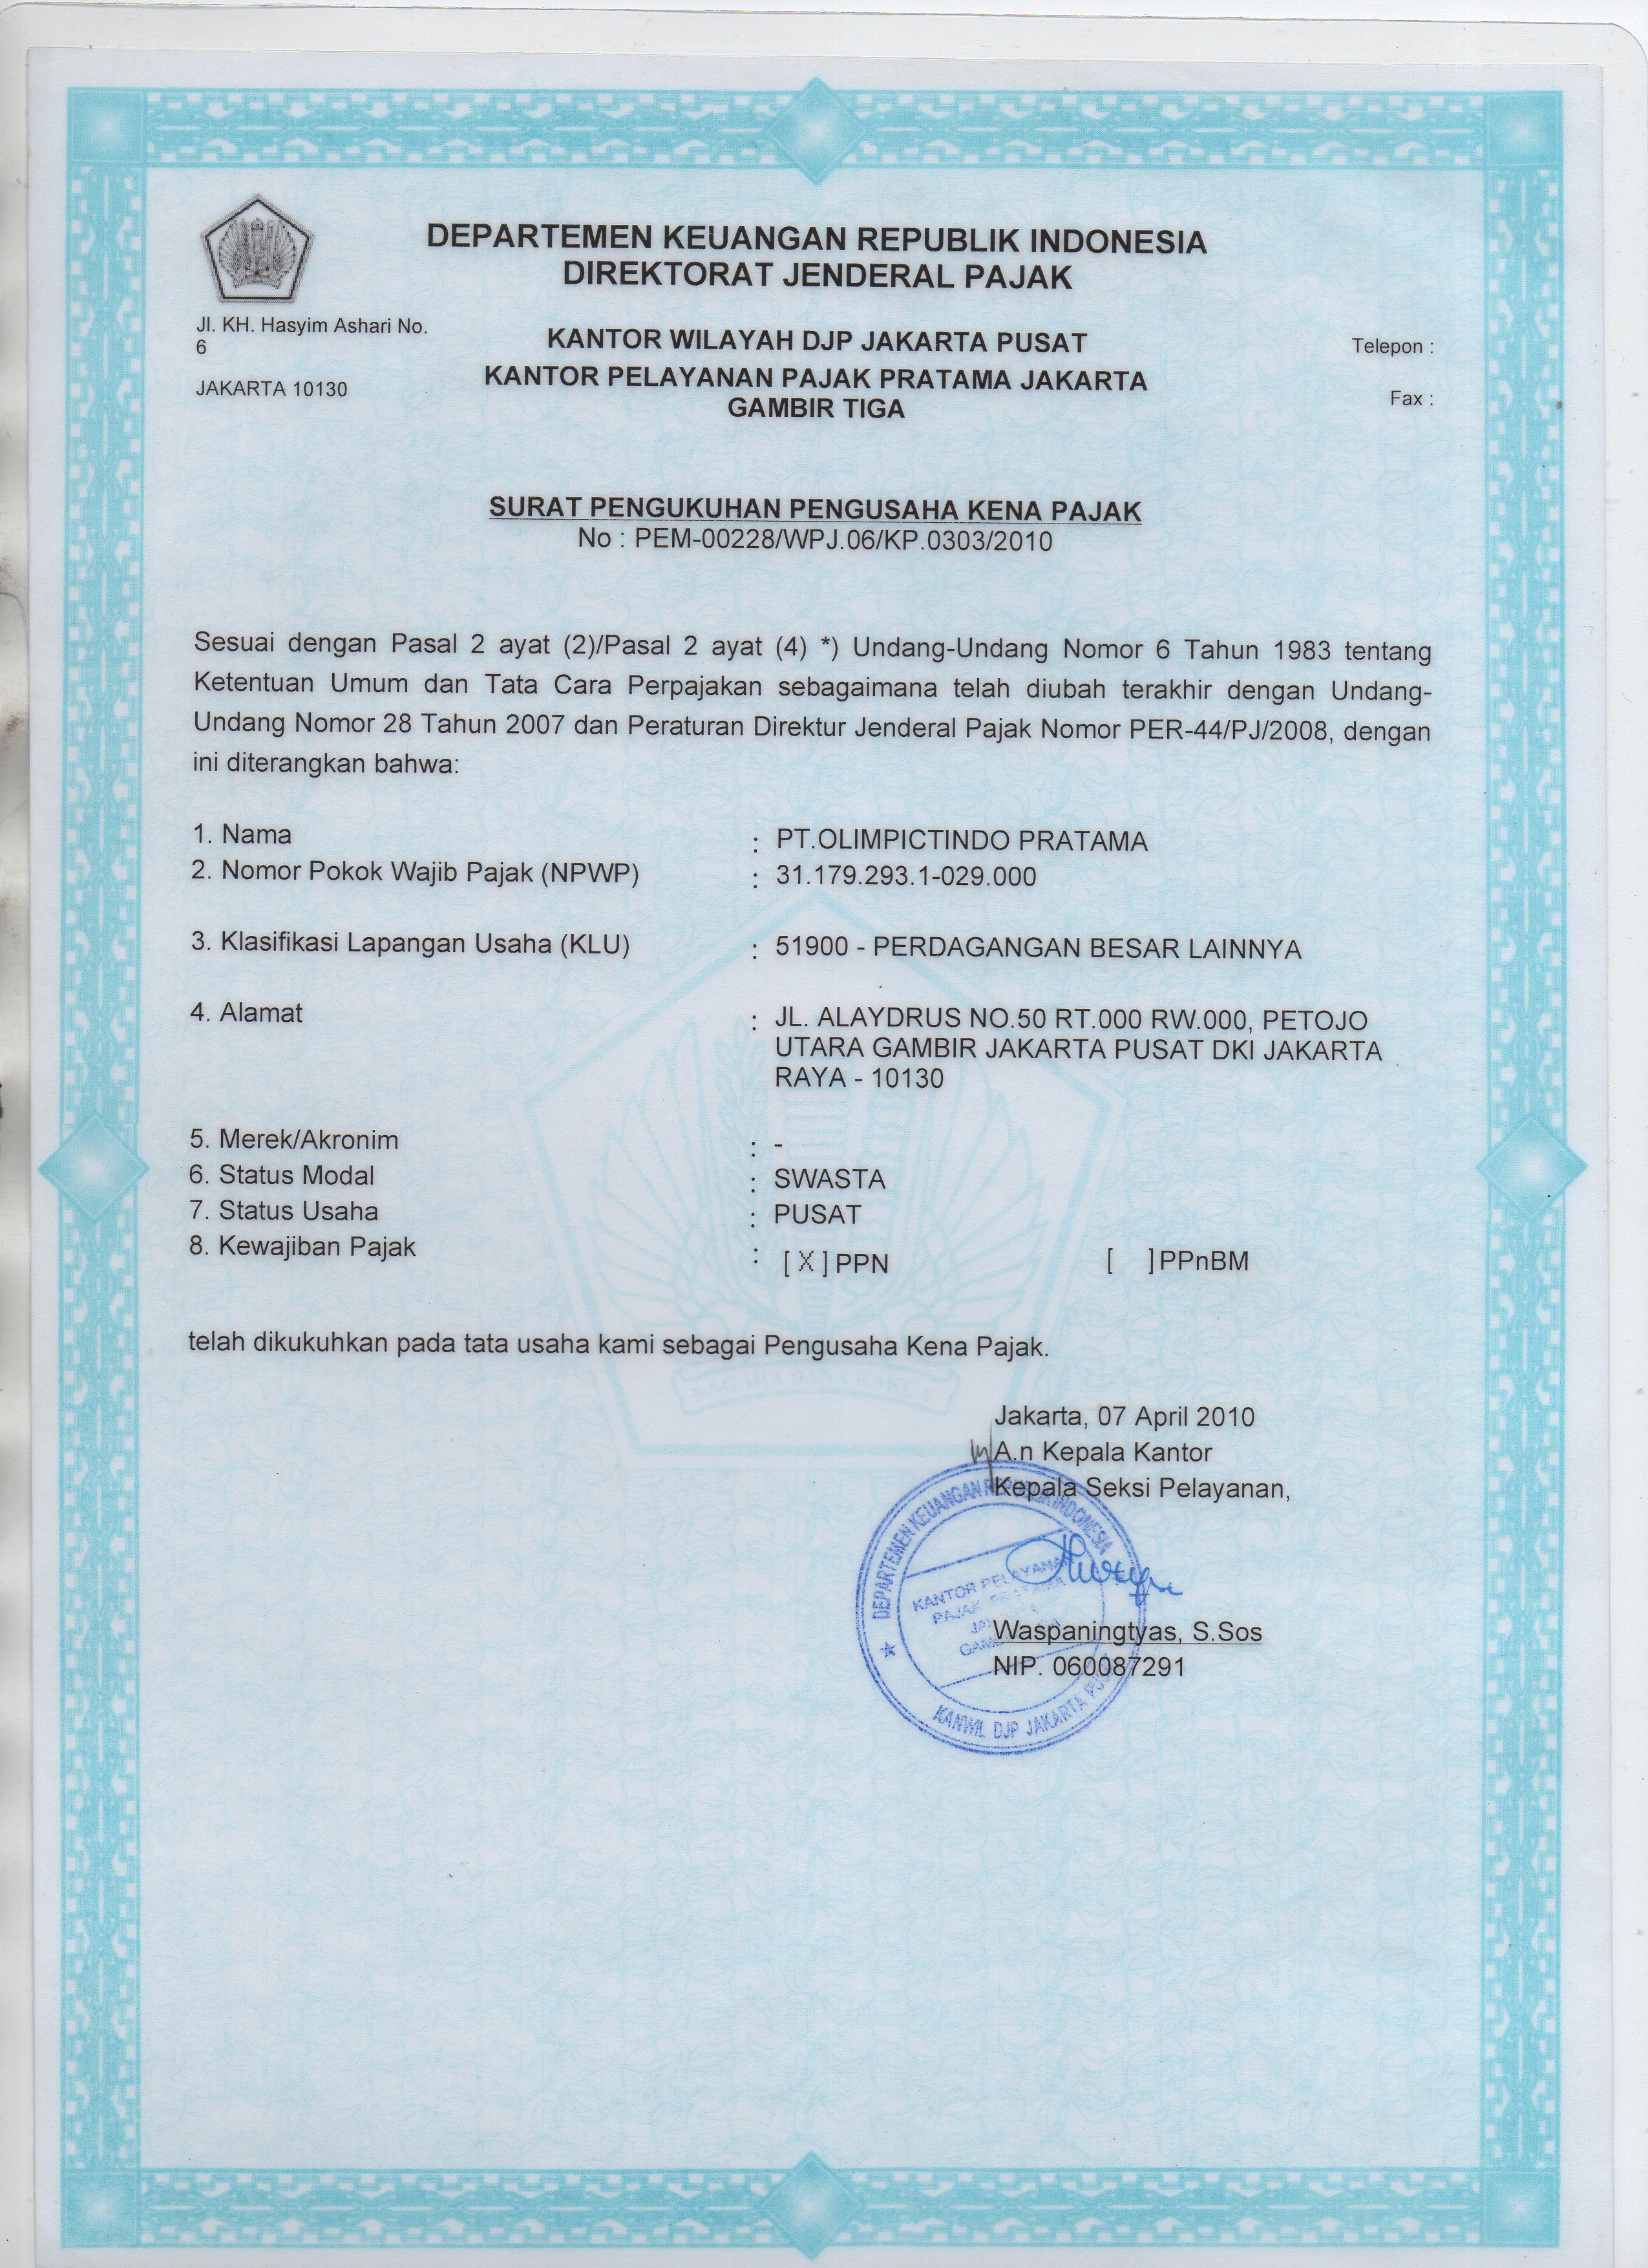 DEPARTEMEN KEUANGAN REPUBLIK INDONESIA
DIREKTORAT JENDERAL PAJAK
Jl. KH. Hasyim Ashari No.
6
JAKARTA 10130
KANTOR WILAYAH DJP JAKARTA PUSAT
KANTOR PELAYANAN PAJAK PRATAMA JAKARTA
GAMBIR TIGA
Telepon :
Fax :
SURAT PENGUKUHAN PENGUSAHA KENA PAJAK
No : PEM-00228/WPJ.06/KP.0303/2010
Sesuai dengan Pasal 2 ayat (2)/Pasal 2 ayat (4) *) Undang-Undang Nomor 6 Tahun 1983 tentang
Ketentuan Umum dan Tata Cara Perpajakan sebagaimana telah diubah terakhir dengan Undang-
Undang Nomor 28 Tahun 2007 dan Peraturan Direktur Jenderal Pajak Nomor PER-44/PJ/2008, dengan
ini diterangkan bahwa:
1. Nama : PT.OLIMPICTINDO PRATAMA
2. Nomor Pokok Wajib Pajak (NPWP) : 31.179.293.1-029.000
3. Klasifikasi Lapangan Usaha (KLU) : 51900 - PERDAGANGAN BESAR LAINNYA
4. Alamat : JL. ALAYDRUS NO.50 RT.000 RW.000, PETOJO
UTARA GAMBIR JAKARTA PUSAT DKI JAKARTA
RAYA - 10130
5. Merek/Akronim : -
6. Status Modal : SWASTA
7. Status Usaha : PUSAT
8. Kewajiban Pajak : [ X ] PPN [ ] PPnBM
telah dikukuhkan pada tata usaha kami sebagai Pengusaha Kena Pajak.
Jakarta, 07 April 2010
A.n Kepala Kantor
Kepala Seksi Pelayanan,
DEPARTEMEN KEUANGAN REPUBLIK INDONESIA
KANTOR PELAYANAN
PAJAK PRATAMA
Waspaningtyas, S.Sos
NIP. 060087291
KANWIL DJP JAKARTA PUSAT